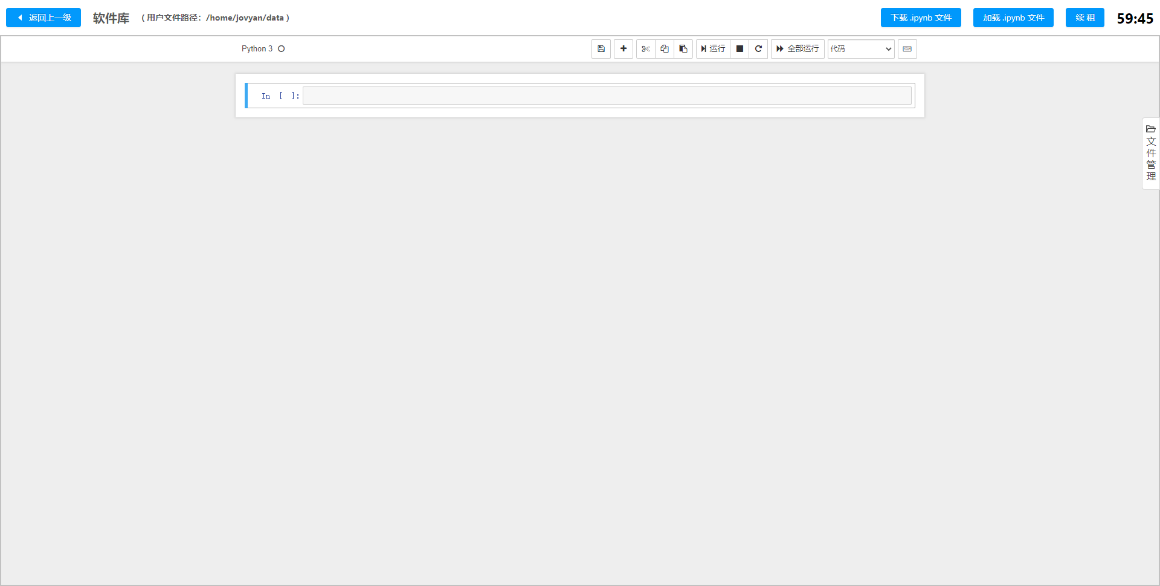 返回上一级 软件库 ( 用户文件路径：/home/jovyan/data ) 下载 .ipynb 文件 加载 .ipynb 文件 续 租 59:45
Python 3 运行 全部运行 代码
In [ ]:
文件管理